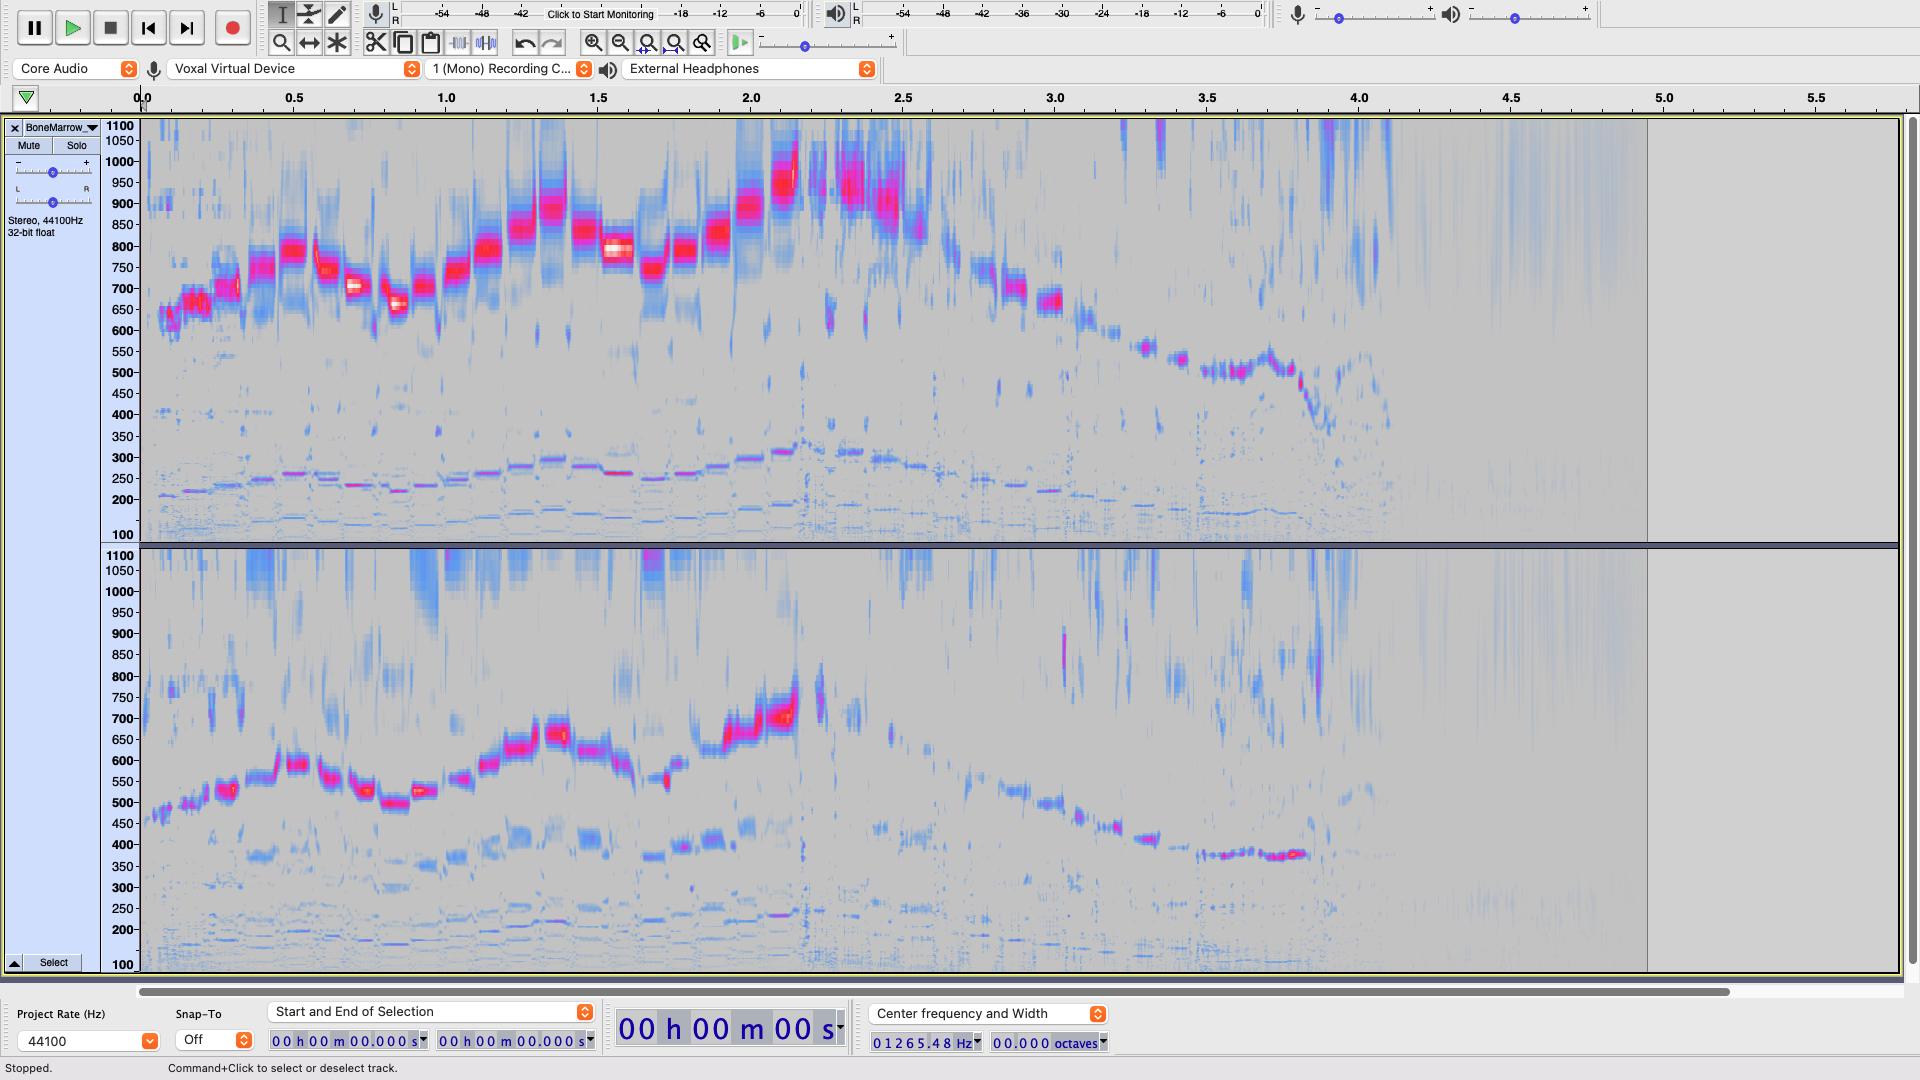 L
R
-54 -48 -42 Click to Start Monitoring -18 -12 -6 0
L
R
-54 -48 -42 -36 -30 -24 -18 -12 -6 0
- +
- +
- +
Core Audio
Voxal Virtual Device
1 (Mono) Recording C...
External Headphones
0.0 0.5 1.0 1.5 2.0 2.5 3.0 3.5 4.0 4.5 5.0 5.5
BoneMarrow_
Mute Solo
- +
L R
Stereo, 44100Hz
32-bit float
1100
1050
1000
950
900
850
800
750
700
650
600
550
500
450
400
350
300
250
200
100
1100
1050
1000
950
900
850
800
750
700
650
600
550
500
450
400
350
300
250
200
100
Select
Project Rate (Hz)
44100
Snap-To
Off
Start and End of Selection
00 h 00 m 00.000 s
00 h 00 m 00.000 s
00 h 00 m 00 s
Center frequency and Width
01265.48 Hz
00.000 octaves
Stopped.
Command+Click to select or deselect track.